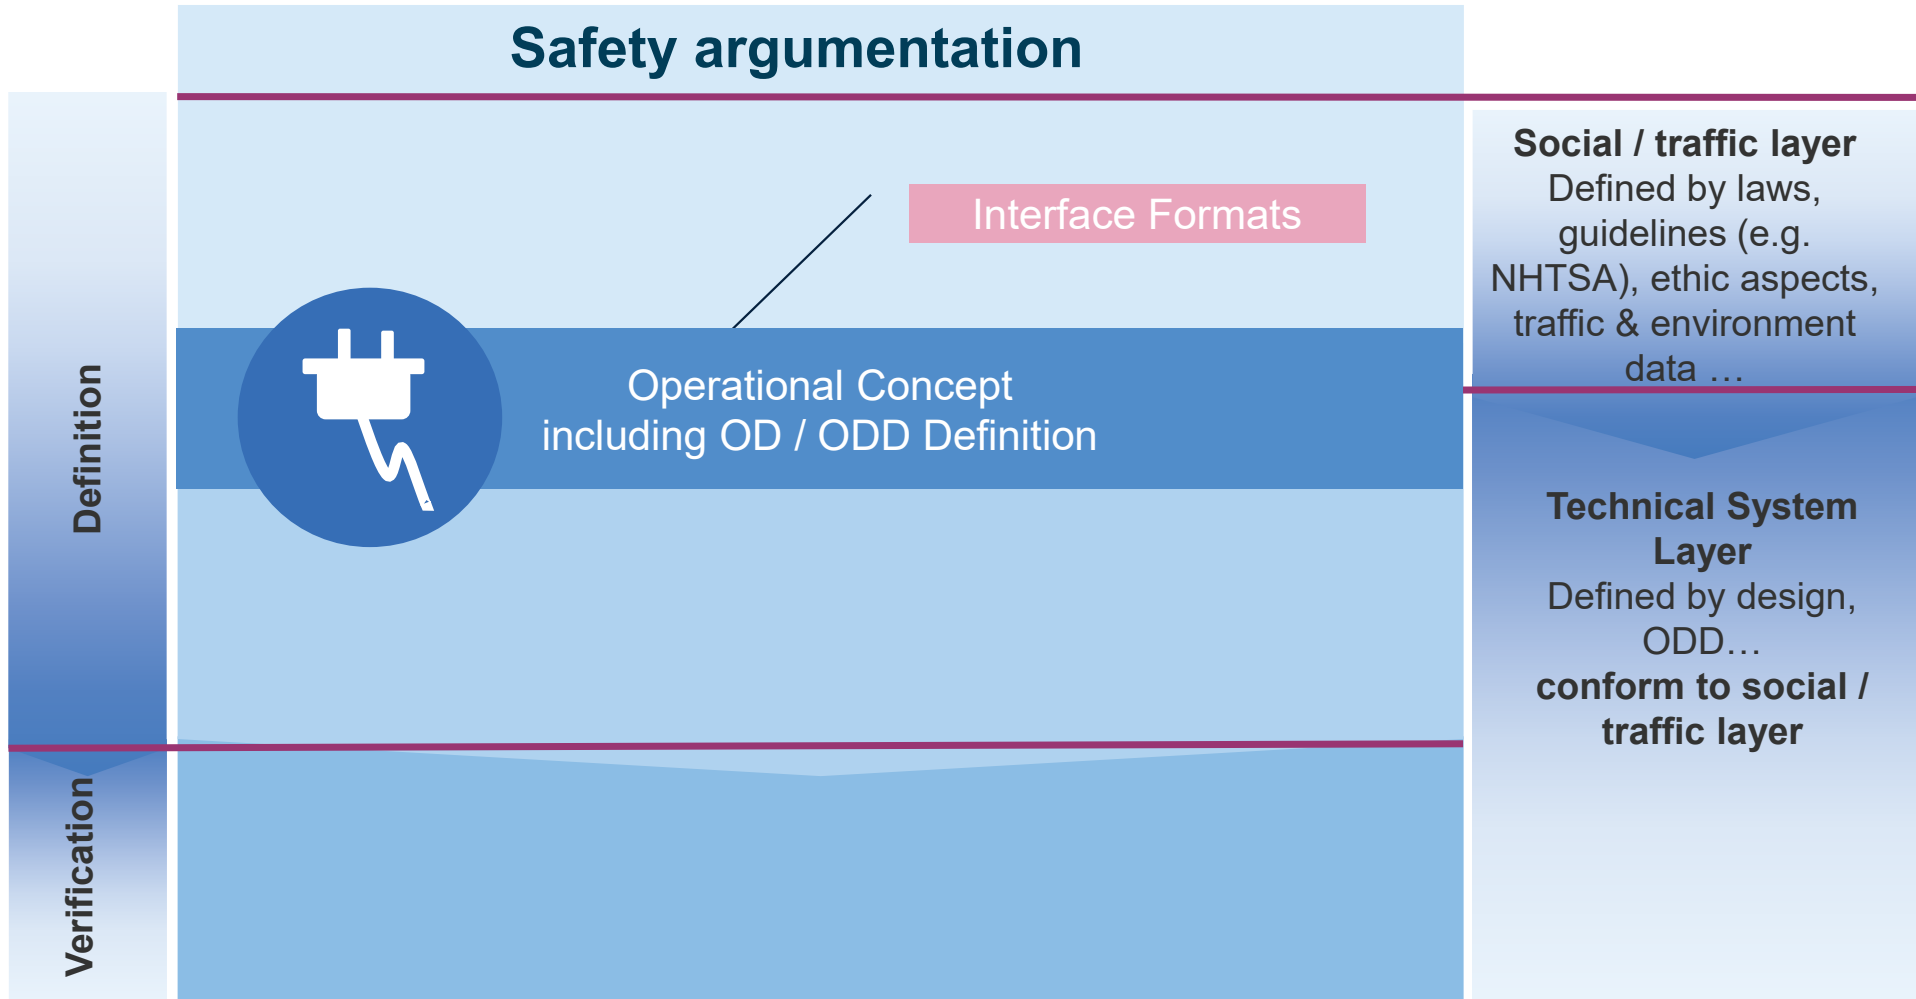 Safety argumentation
Interface Formats
Operational Concept
including OD / ODD Definition
Definition
Verification
Social / traffic layer
Defined by laws,
guidelines (e.g.
NHTSA), ethic aspects,
traffic & environment
data …
Technical System
Layer
Defined by design,
ODD…
conform to social /
traffic layer